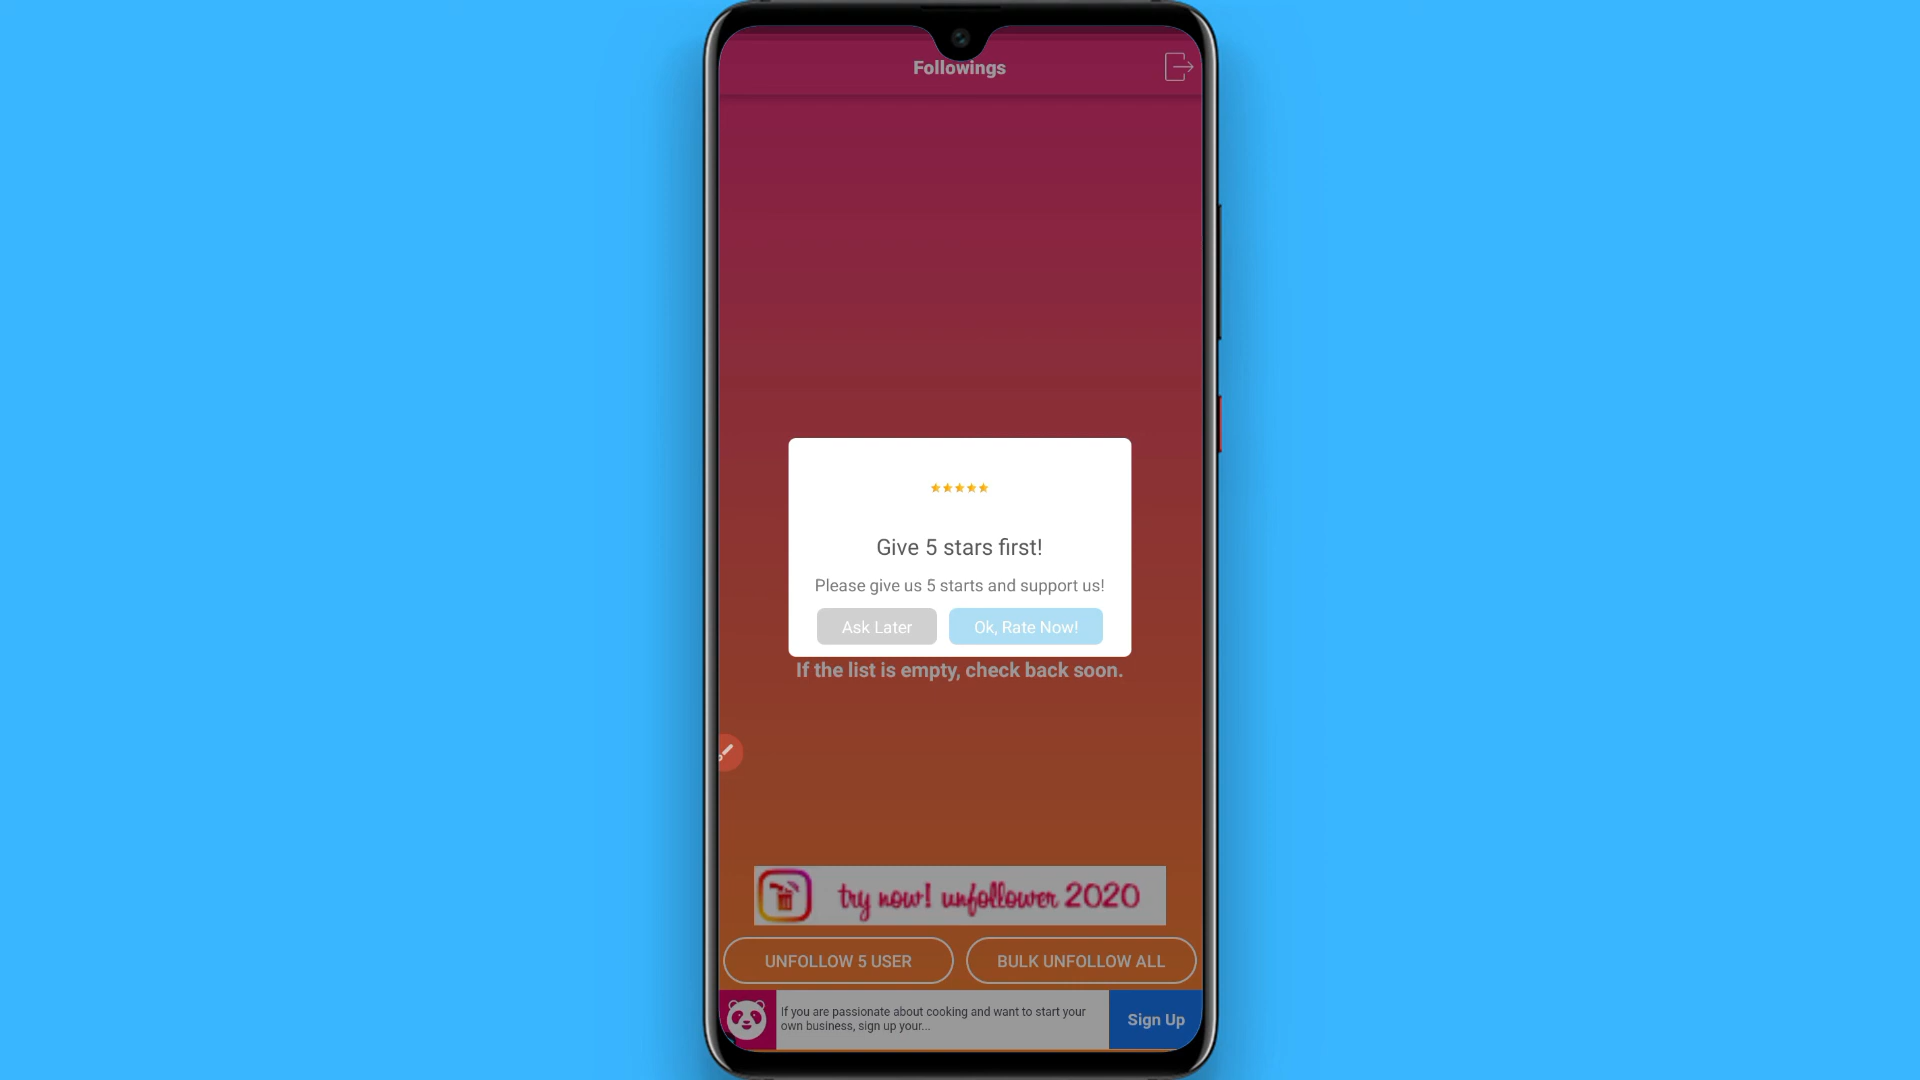 Followings
Give 5 stars first!
Please give us 5 starts and support us!
Ask Later
Ok, Rate Now!
If the list is empty, check back soon.
try now! unfollower 2020
UNFOLLOW 5 USER
BULK UNFOLLOW ALL
If you are passionate about cooking and want to start your
own business, sign up your...
Sign Up